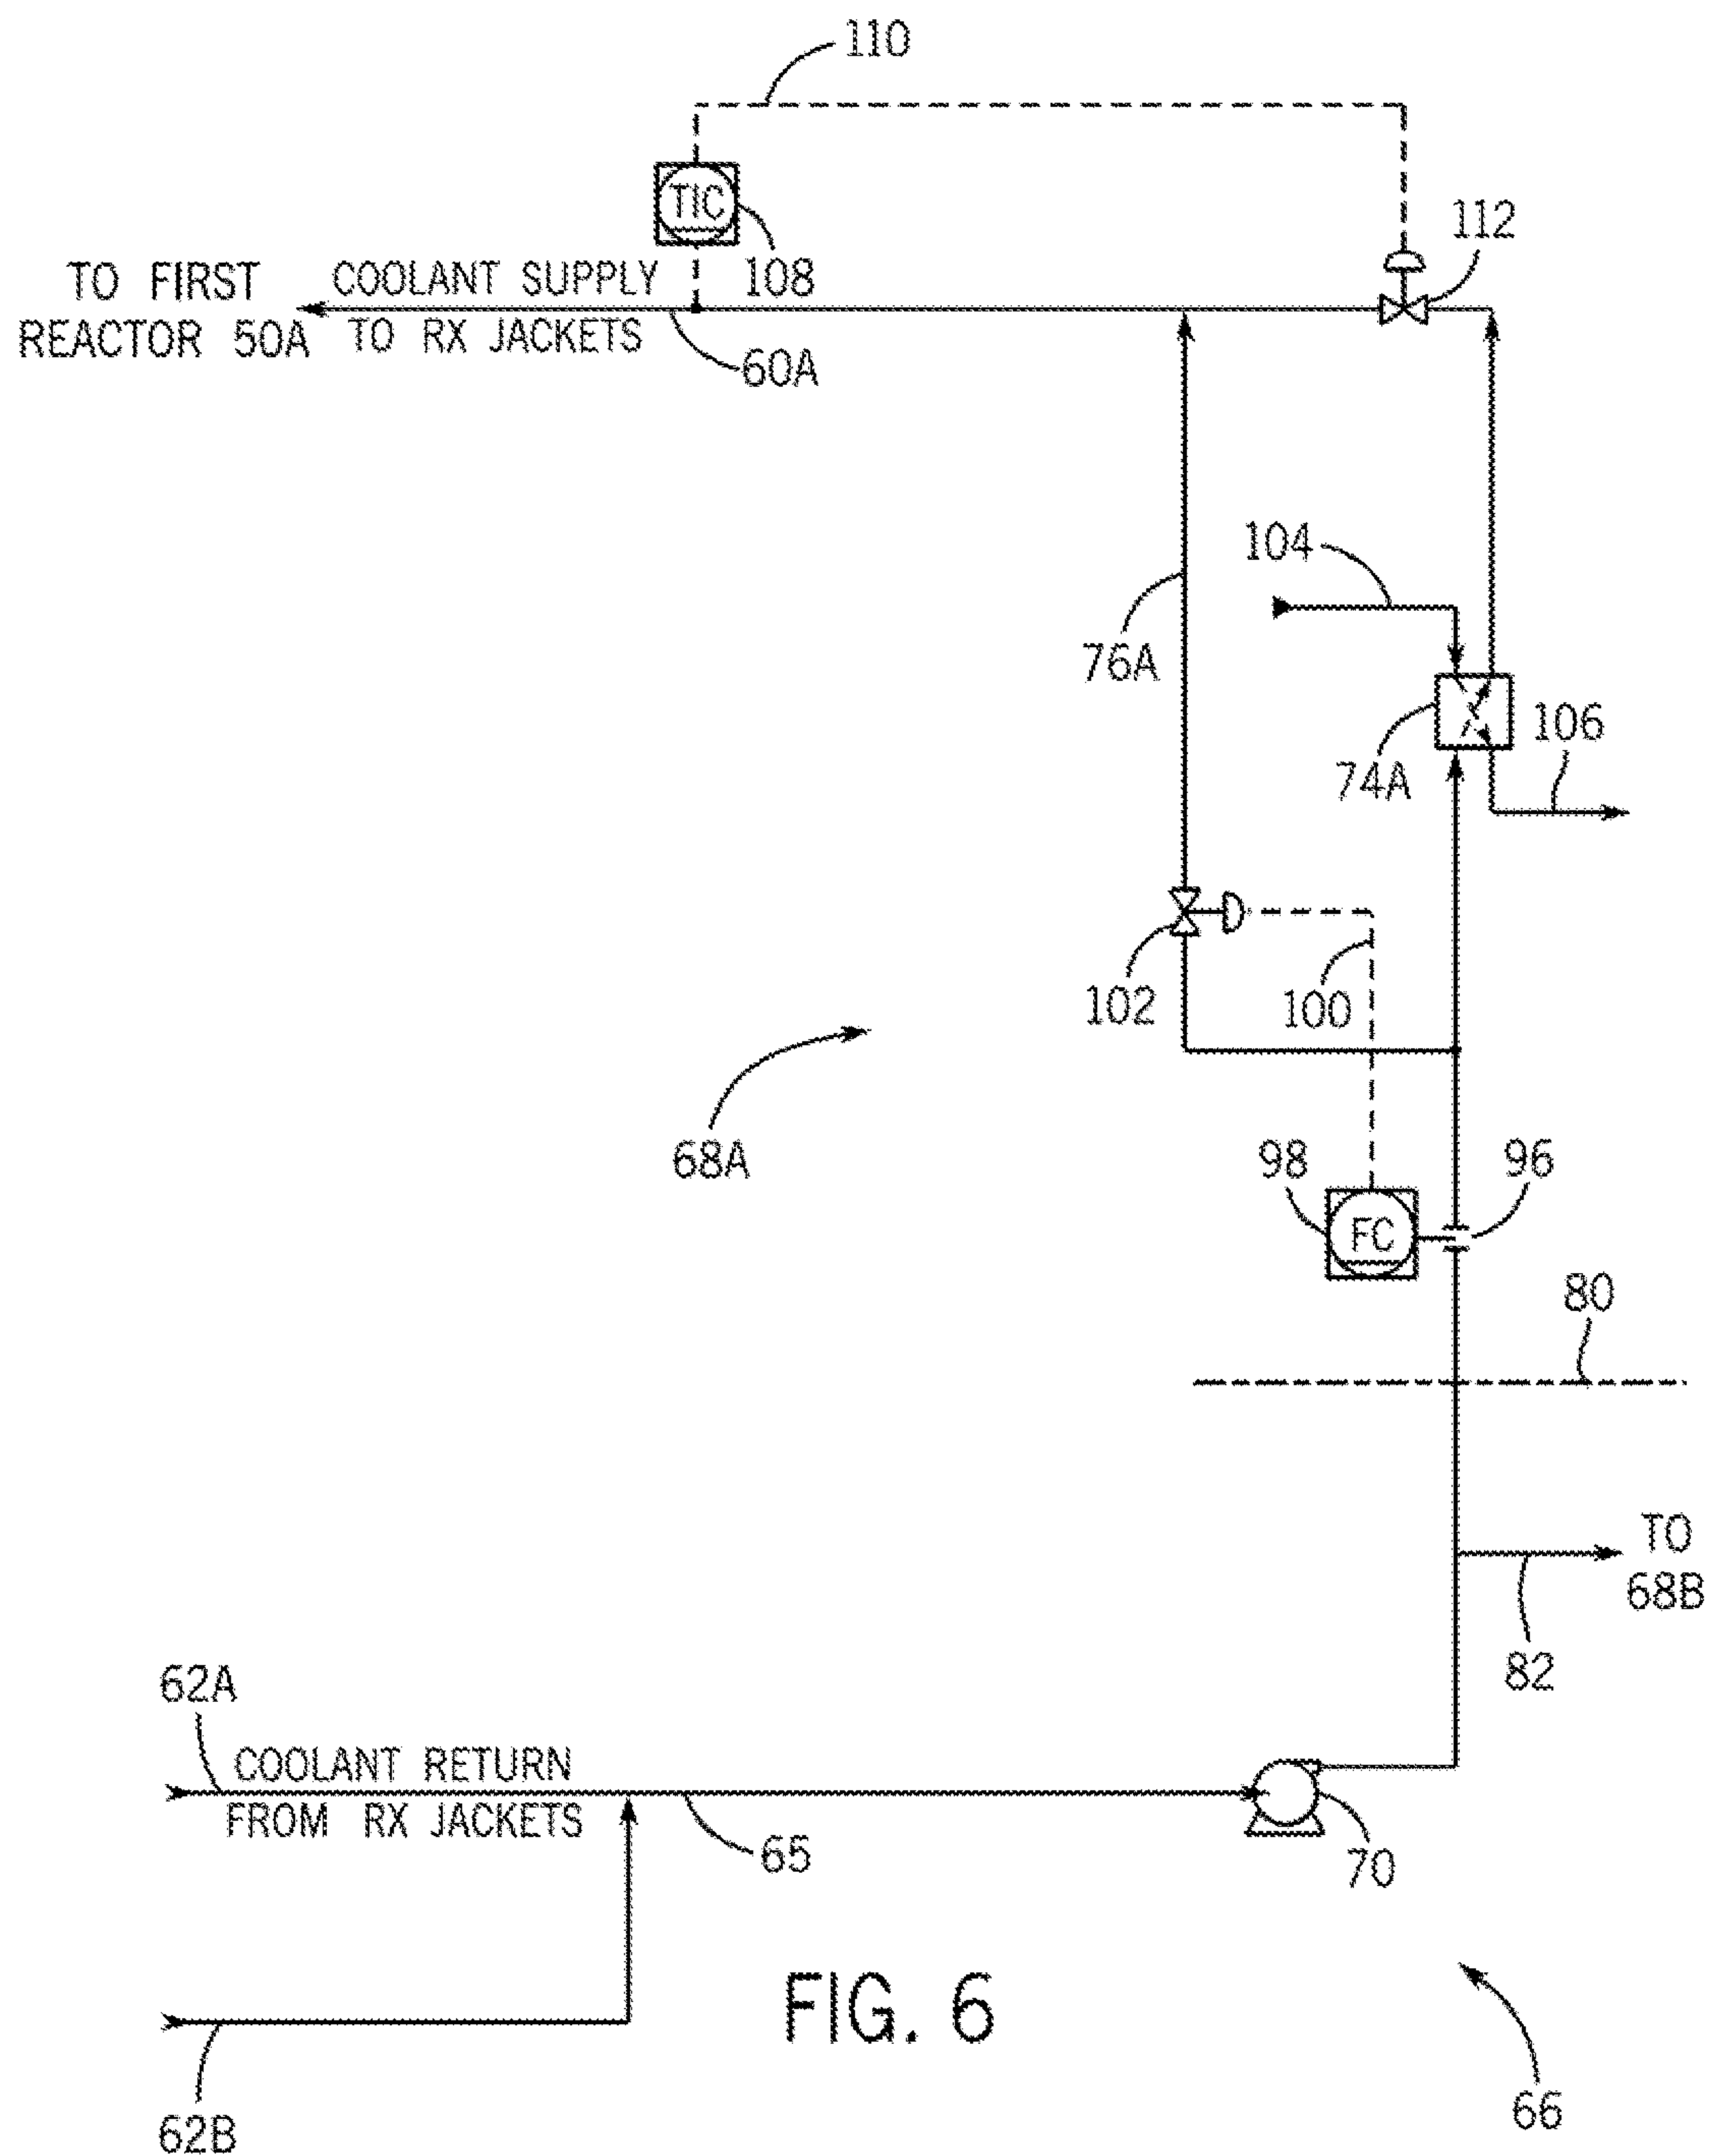 110
TIC
112
108
TO FIRST
REACTOR 50A
COOLANT SUPPLY
TO RX JACKETS
60A
104
76A
106
74A
102
100
68A
98
96
FC
80
TO
68B
82
62A
COOLANT RETURN
FROM RX JACKETS
65
70
FIG. 6
66
62B